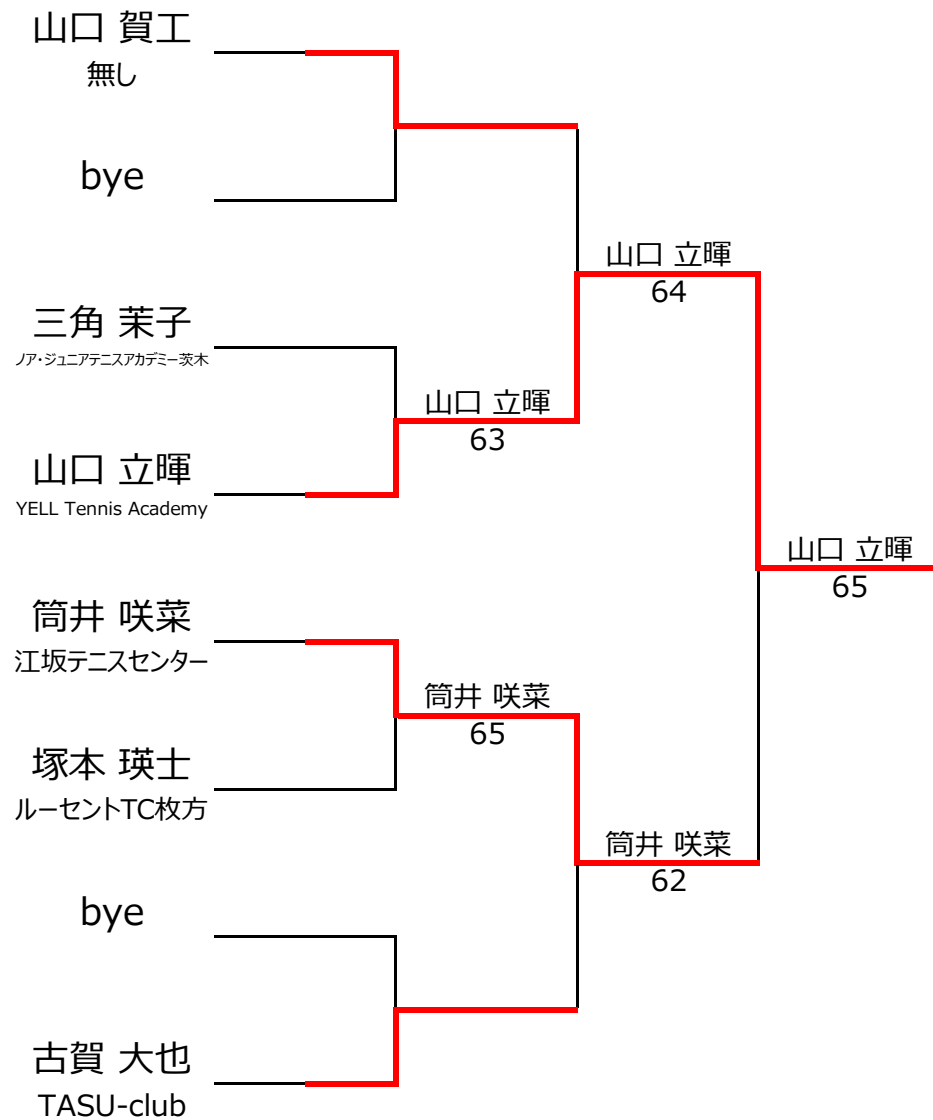 山口 賀工
無し
bye
三角 茉子
ノア・ジュニアテニスアカデミー茨木
山口 立暉
YELL Tennis Academy
筒井 咲菜
江坂テニスセンター
塚本 瑛士
ルーセントTC枚方
bye
古賀 大也
TASU-club
山口 立暉
63
筒井 咲菜
65
山口 立暉
64
筒井 咲菜
62
山口 立暉
65